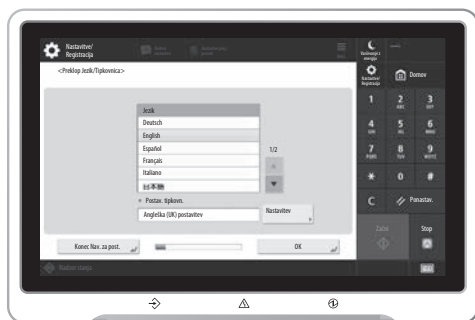 Nastavitve/
Registracija
<Preklop Jezik/Tipkovnica>
Jezik
Deutsch
English
Español
Français
Italiano
日本語
1/2
Postav. tipkovn.
Angleška (UK) postavitev
Nastavitev
Konec Nav. za post.
OK
Nadzor stanja
Varčevanje z
energijo
Nastavitve/
Registracija
Domov
1
2 ABC
3 DEF
4 GHI
5 JKL
6 MNO
7 PQRS
8 TUV
9 WXYZ
* 0 #
C
Ponastav.
Začni
Stop